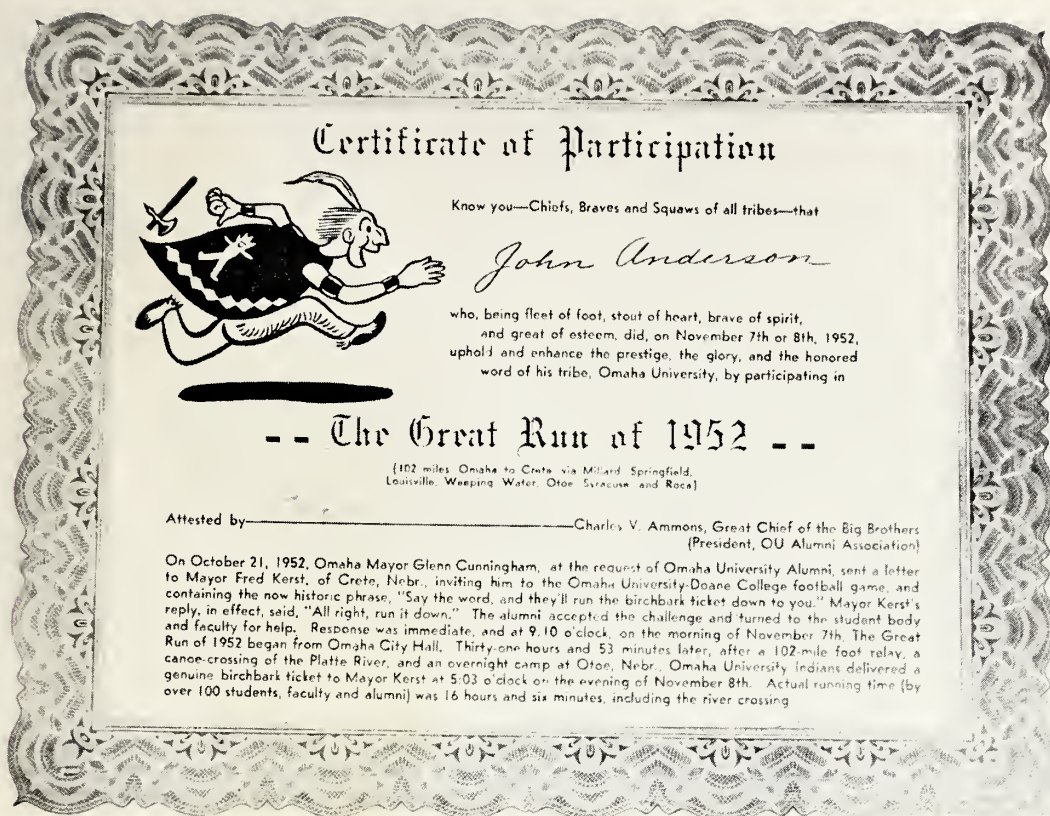 Certificate of Participation
Know you—Chiefs, Braves and Squaws of all tribes—that
John Anderson
who, being fleet of foot, stout of heart, brave of spirit,
and great of esteem, did, on November 7th or 8th, 1952,
uphold and enhance the prestige, the glory, and the honored
word of his tribe, Omaha University, by participating in
-- The Great Run of 1952 --
(102 miles Omaha to Crete via Millard, Springfield,
Louisville, Weeping Water, Otoe Syracuse and Roca)
Attested by————Charles V. Ammons, Great Chief of the Big Brothers
(President, OU Alumni Association)
On October 21, 1952, Omaha Mayor Glenn Cunningham, at the request of Omaha University Alumni, sent a letter
to Mayor Fred Kerst, of Crete, Nebr., inviting him to the Omaha University-Doane College football game, and
containing the now historic phrase, "Say the word, and they'll run the birchbark ticket down to you." Mayor Kerst's
reply, in effect, said, "All right, run it down." The alumni accepted the challenge and turned to the student body
and faculty for help. Response was immediate, and at 9.10 o'clock, on the morning of November 7th, The Great
Run of 1952 began from Omaha City Hall. Thirty-one hours and 53 minutes later, after a 102-mile foot relay, a
canoe-crossing of the Platte River, and an overnight camp at Otoe, Nebr., Omaha University Indians delivered a
genuine birchbark ticket to Mayor Kerst at 5:03 o'clock on the evening of November 8th. Actual running time (by
over 100 students, faculty and alumni) was 16 hours and six minutes, including the river crossing